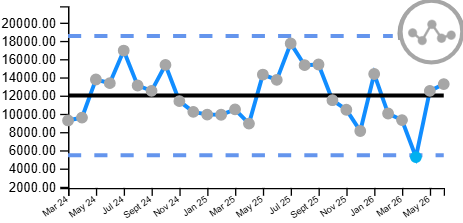 20000.00
18000.00
16000.00
14000.00
12000.00
10000.00
8000.00
6000.00
4000.00
2000.00
Mar 24
May 24
Jul 24
Sept 24
Nov 24
Jan 25
Mar 25
May 25
Jul 25
Sept 25
Nov 25
Jan 26
Mar 26
May 26